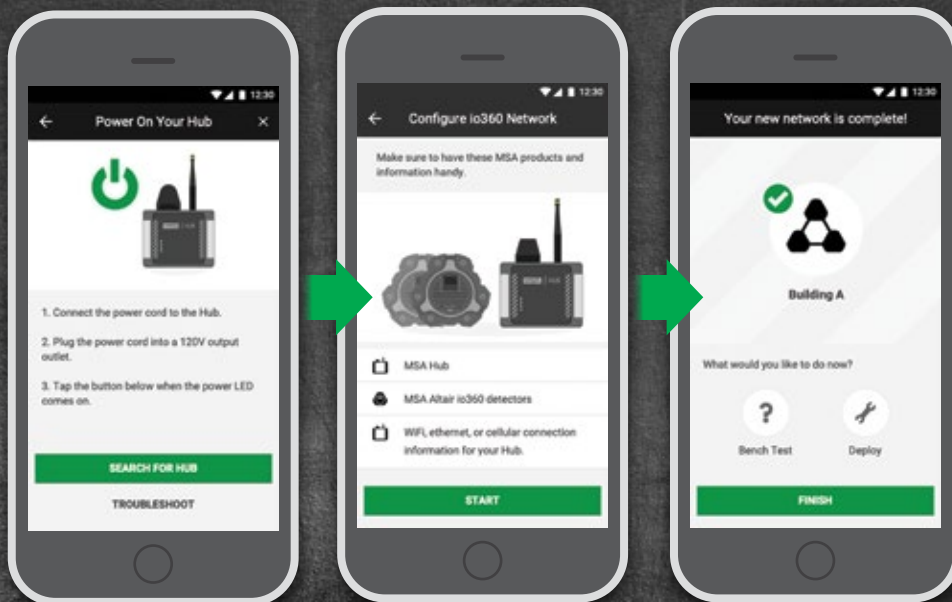 12:30
Power On Your Hub
1. Connect the power cord to the Hub.
2. Plug the power cord into a 120V output
outlet.
3. Tap the button below when the power LED
comes on.
SEARCH FOR HUB
TROUBLESHOOT
12:30
Configure io360 Network
Make sure to have these MSA products and
information handy.
MSA Hub
MSA Altair io360 detectors
WiFi, ethernet, or cellular connection
information for your Hub.
START
12:30
Your new network is complete!
Building A
What would you like to do now?
?
Bench Test
Deploy
FINISH